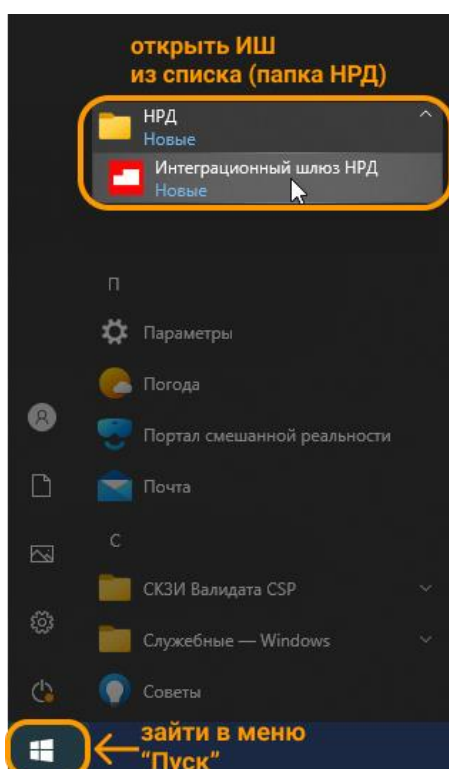 открыть ИШ
из списка (папка НРД)
НРД
Новые
Интеграционный шлюз НРД
Новые
П
Параметры
Погода
Портал смешанной реальности
Почта
С
СКЗИ Валидата CSP
Служебные — Windows
Советы
зайти в меню
“Пуск”